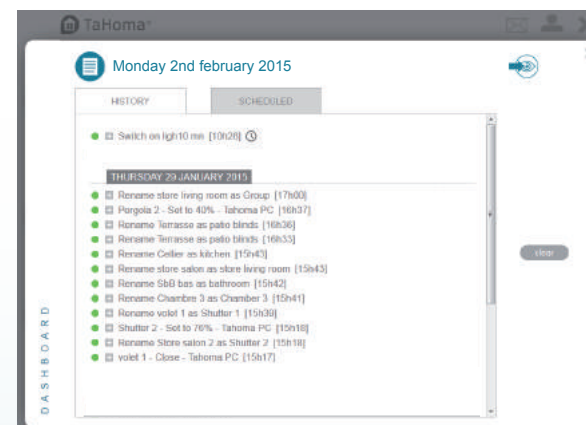 TaHoma
Monday 2nd february 2015
HISTORY
SCHEDULED
Switch on ligh10 mn [10h26]
THURSDAY 29 JANUARY 2015
Rename store living room as Group [17h00]
Porgola 2 - Set to 40% - Tahoma PC [16h37]
Rename Terrasse as patio blinds [16h36]
Rename Terrasse as patio blinds [16h33]
Rename Cellier as kitchen [15h43]
Rename store salon as store living room [15h43]
Rename SbB bas as bathroom [15h42]
Rename Chambre 3 as Chamber 3 [15h41]
Rename volet 1 as Shutter 1 [15h39]
Shutter 2 - Set to 76% - Tahoma PC [15h18]
Rename Store salon 2 as Shutter 2 [15h18]
volet 1 - Close - Tahoma PC [15h17]
clear
DASHBOARD